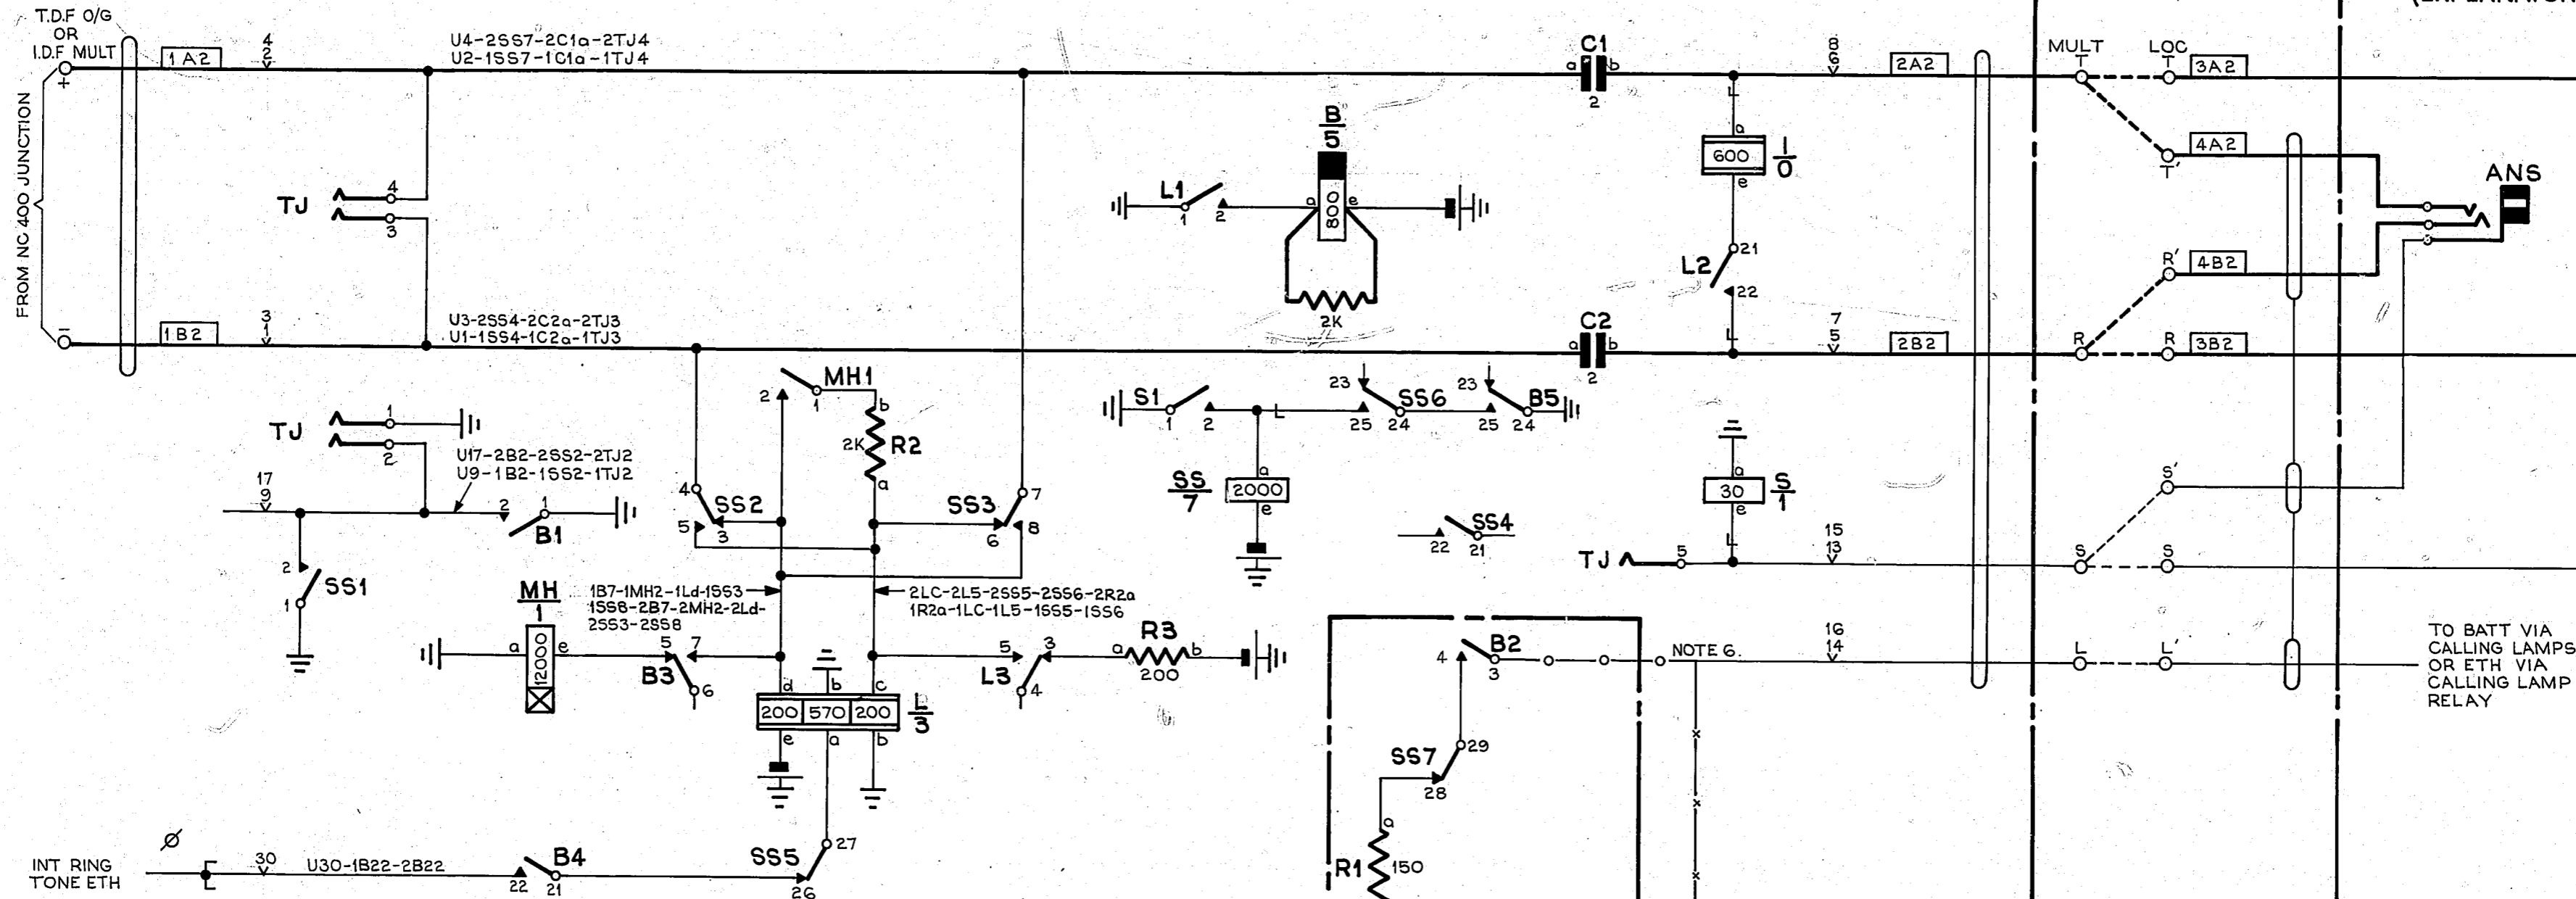 T.D.F O/G
OR
I.D.F MULT
+
FROM NC 400 JUNCTION
−
1A2
4
2
U4-2SS7-2C1a-2TJ4
U2-1SS7-1C1a-1TJ4
C1
a
b
2
8
6
2A2
MULT
T
LOC
T
3A2
TJ
4
3
L1
1
2
B
5
a
800
e
2K
L
a
600
e
1
0
L2
21
22
L
T'
4A2
ANS
R'
4B2
1B2
3
1
U3-2SS4-2C2a-2TJ3
U1-1SS4-1C2a-1TJ3
C2
a
b
2
7
5
2B2
R
R
3B2
MH1
2
1
b
2K
R2
a
S1
1
2
L
23
SS6
25
24
23
B5
25
24
TJ
1
2
U17-2B2-2SS2-2TJ2
U9-1B2-1SS2-1TJ2
17
9
2
1
B1
4
SS2
5
3
SS3
7
6
8
SS
7
a
2000
e
SS4
22
21
a
30
S
1
e
L
S'
TJ
5
15
13
S
S
2
SS1
1
MH
1
a
12000
e
1B7-1MH2-1Ld-1SS3
1SS8-2B7-2MH2-2Ld-
2SS3-2SS8
2LC-2L5-2SS5-2SS6-2R2a
1R2a-1LC-1L5-1SS5-1SS6
5
7
B3
6
5
3
L3
4
a
R3
b
200
d
b
c
200
570
200
L
3
e
a
b
4
B2
3
NOTE 6.
16
14
L
L'
TO BATT VIA
CALLING LAMPS
OR ETH VIA
CALLING LAMP
RELAY
SS7
29
28
a
R1
150
INT RING
TONE ETH
30
U30-1B22-2B22
22
B4
21
SS5
27
26